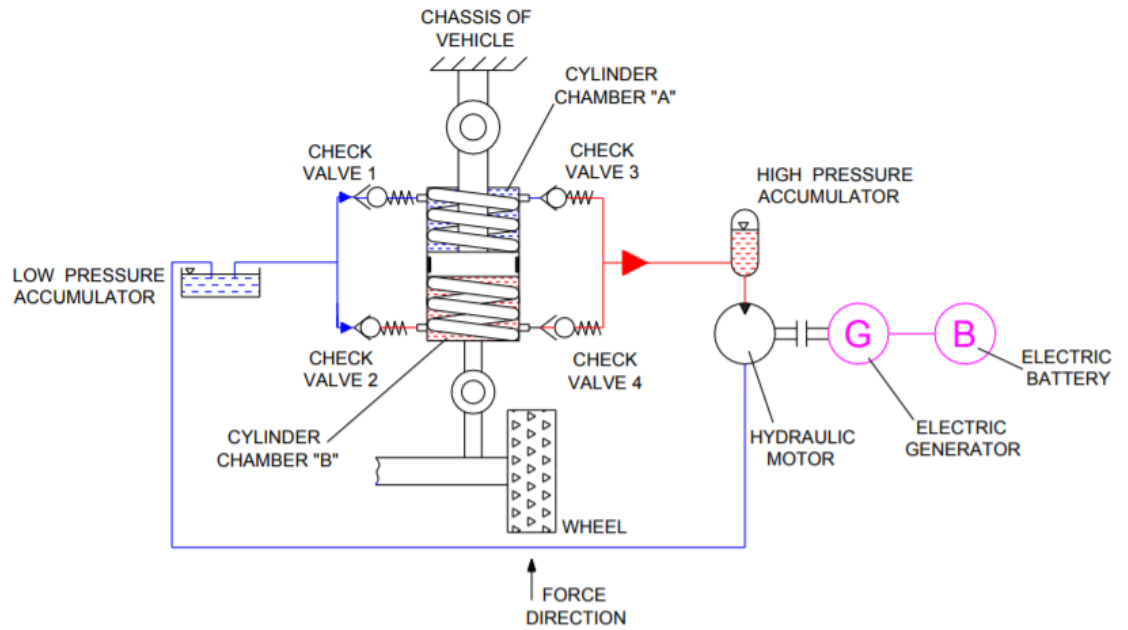 CHASSIS OF
VEHICLE
CYLINDER
CHAMBER "A"
CHECK
VALVE 1
CHECK
VALVE 3
HIGH PRESSURE
ACCUMULATOR
LOW PRESSURE
ACCUMULATOR
CHECK
VALVE 2
CHECK
VALVE 4
G
B
ELECTRIC
BATTERY
CYLINDER
CHAMBER "B"
HYDRAULIC
MOTOR
ELECTRIC
GENERATOR
WHEEL
FORCE
DIRECTION